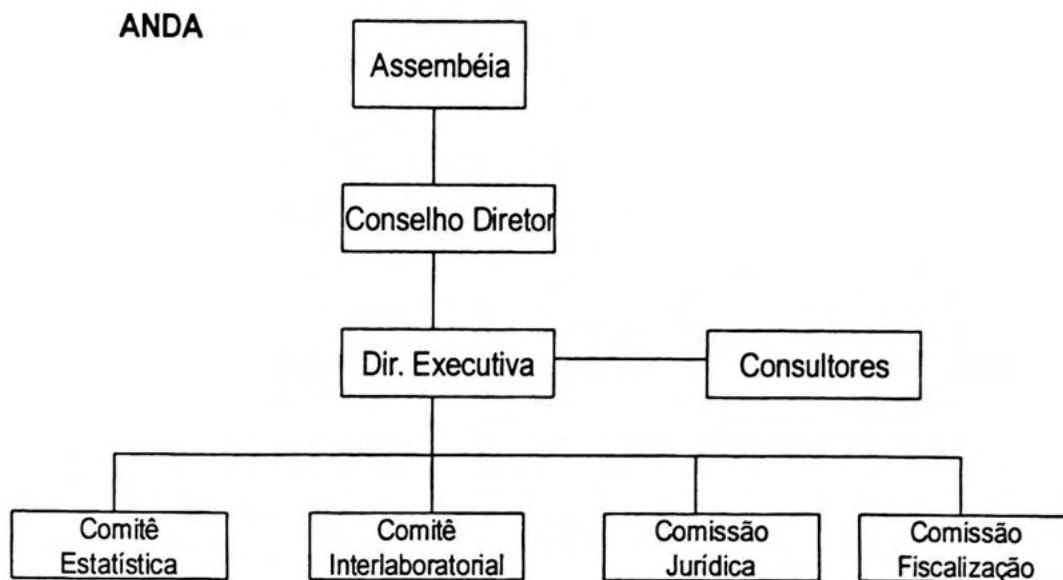 ANDA
Assembéia
Conselho Diretor
Dir. Executiva
Consultores
Comitê
Estatística
Comitê
Interlaboratorial
Comissão
Jurídica
Comissão
Fiscalização